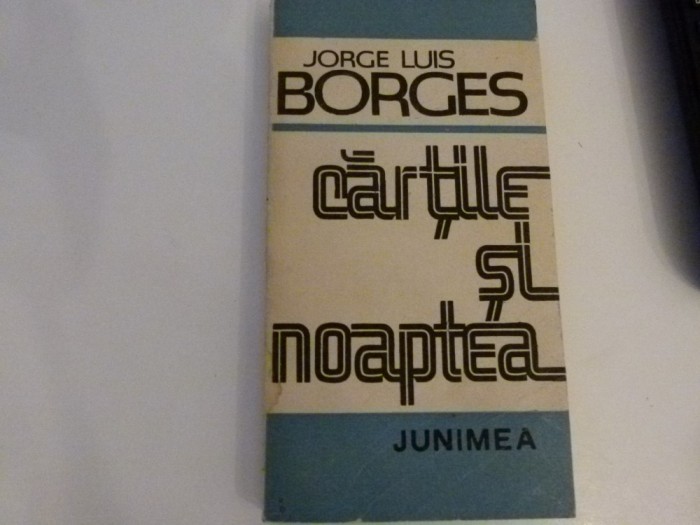 JORGE LUIS
BORGES
cărțile
și
noaptea
JUNIMEA